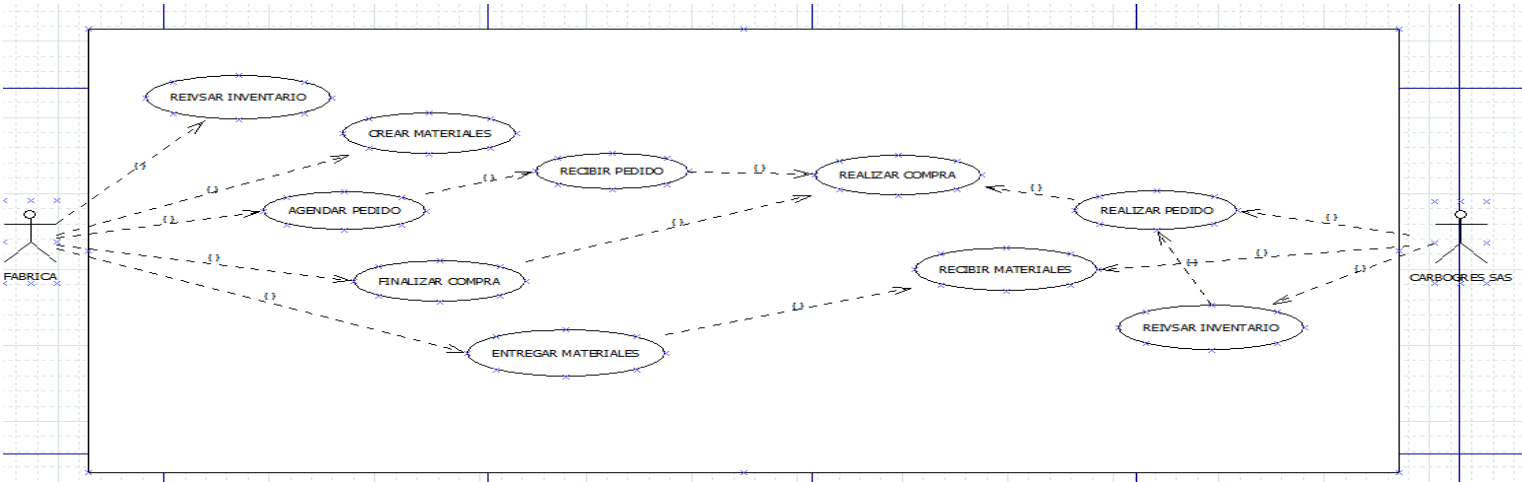 REIVSAR INVENTARIO
CREAR MATERIALES
RECIBIR PEDIDO
REALIZAR COMPRA
AGENDAR PEDIDO
REALIZAR PEDIDO
FABRICA
FINALIZAR COMPRA
RECIBIR MATERIALES
CARBOGRES SAS
REIVSAR INVENTARIO
ENTREGAR MATERIALES
{ }
{ }
{ }
{ }
{ }
{ }
{ }
{ }
{ }
{ }
{ }
{ }
{ }
{ }